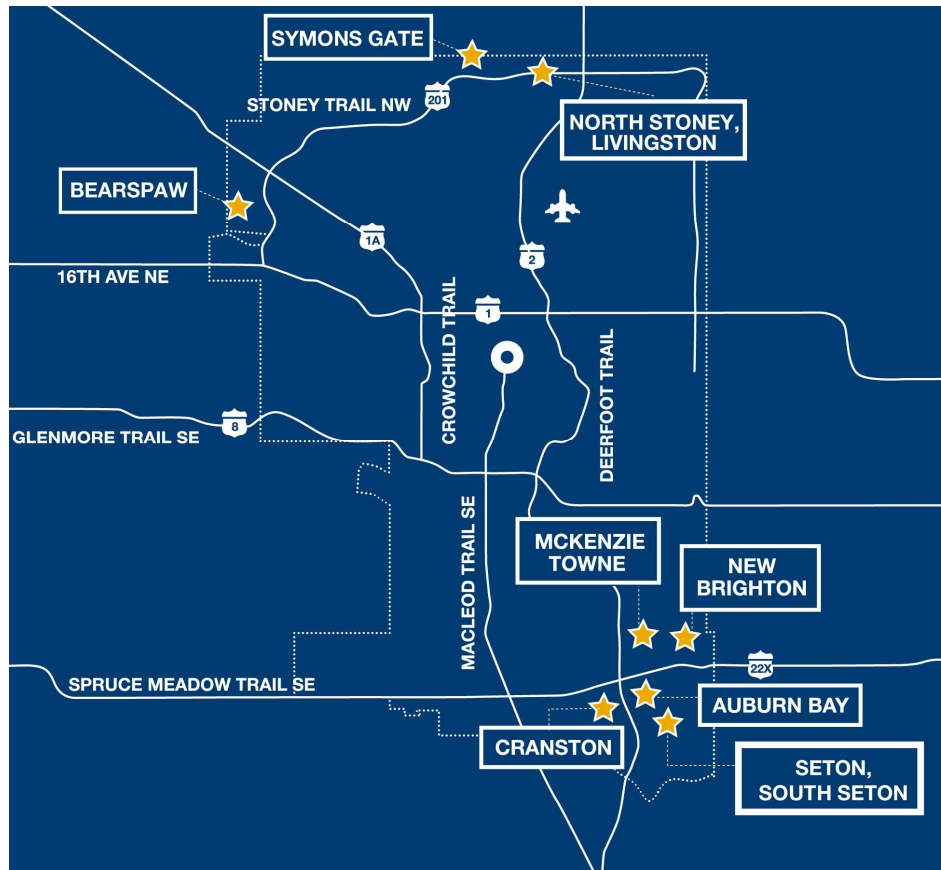 SYMONS GATE
STONEY TRAIL NW
201
NORTH STONEY,
LIVINGSTON
BEARSPAW
1A
2
16TH AVE NE
1
CROWCHILD TRAIL
DEERFOOT TRAIL
8
GLENMORE TRAIL SE
MACLEOD TRAIL SE
MCKENZIE
TOWNE
NEW
BRIGHTON
22X
SPRUCE MEADOW TRAIL SE
AUBURN BAY
CRANSTON
SETON,
SOUTH SETON